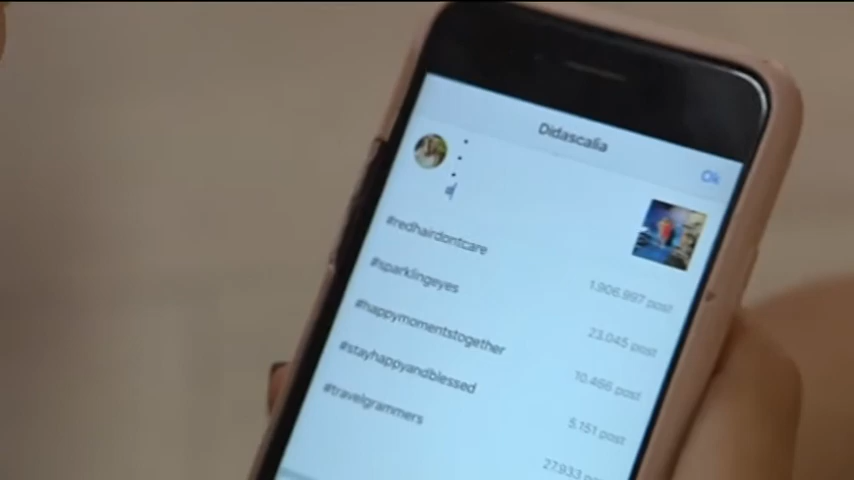 Didascalia
Ok
#
#redhairdontcare
1.906.997 post
#sparklingeyes
23.045 post
#happymomentstogether
10.466 post
#stayhappyandblessed
5.151 post
#travelgrammers
27.933 post